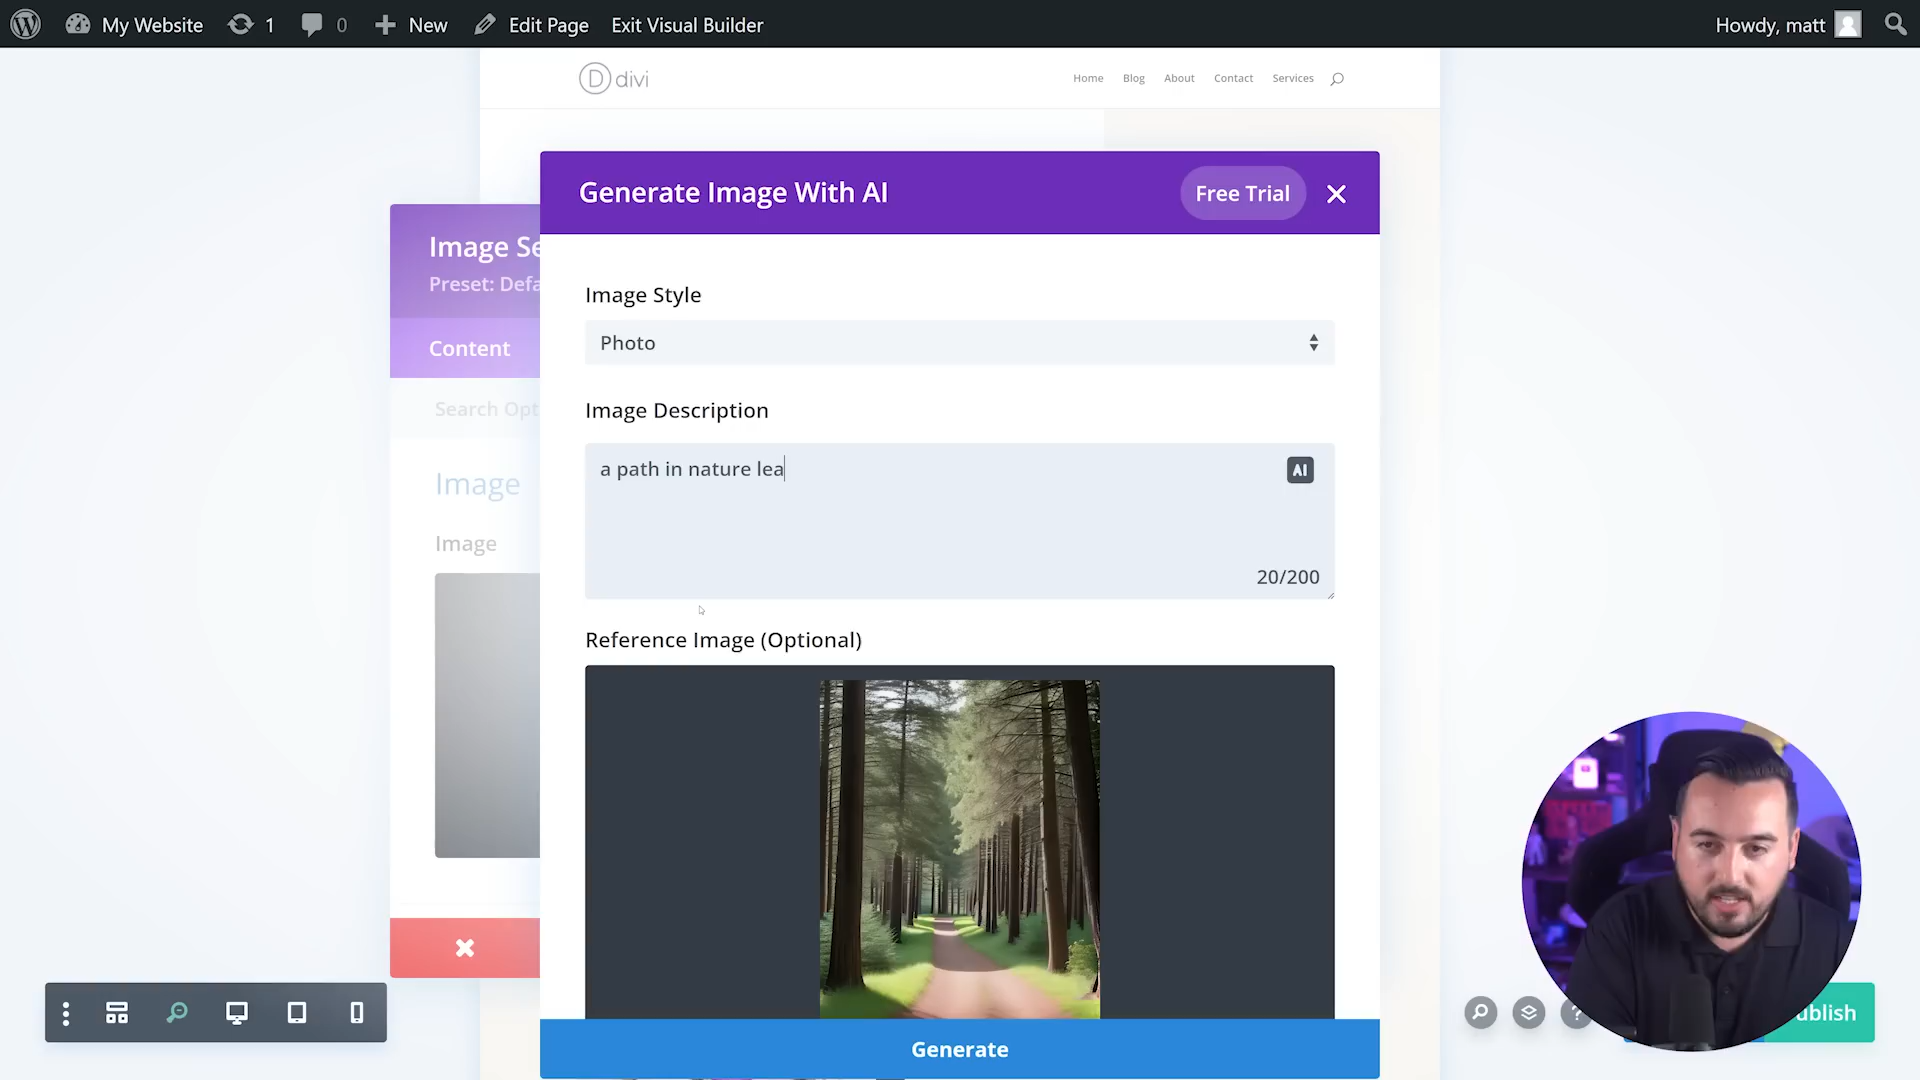 My Website 1 0 New Edit Page Exit Visual Builder Howdy, matt
D divi Home Blog About Contact Services
Generate Image With AI Free Trial
Image Se
Preset: Defa
Content
Search Opt
Image
Image
Image Style
Photo
Image Description
a path in nature lea
AI
20/200
Reference Image (Optional)
Generate
?
ublish